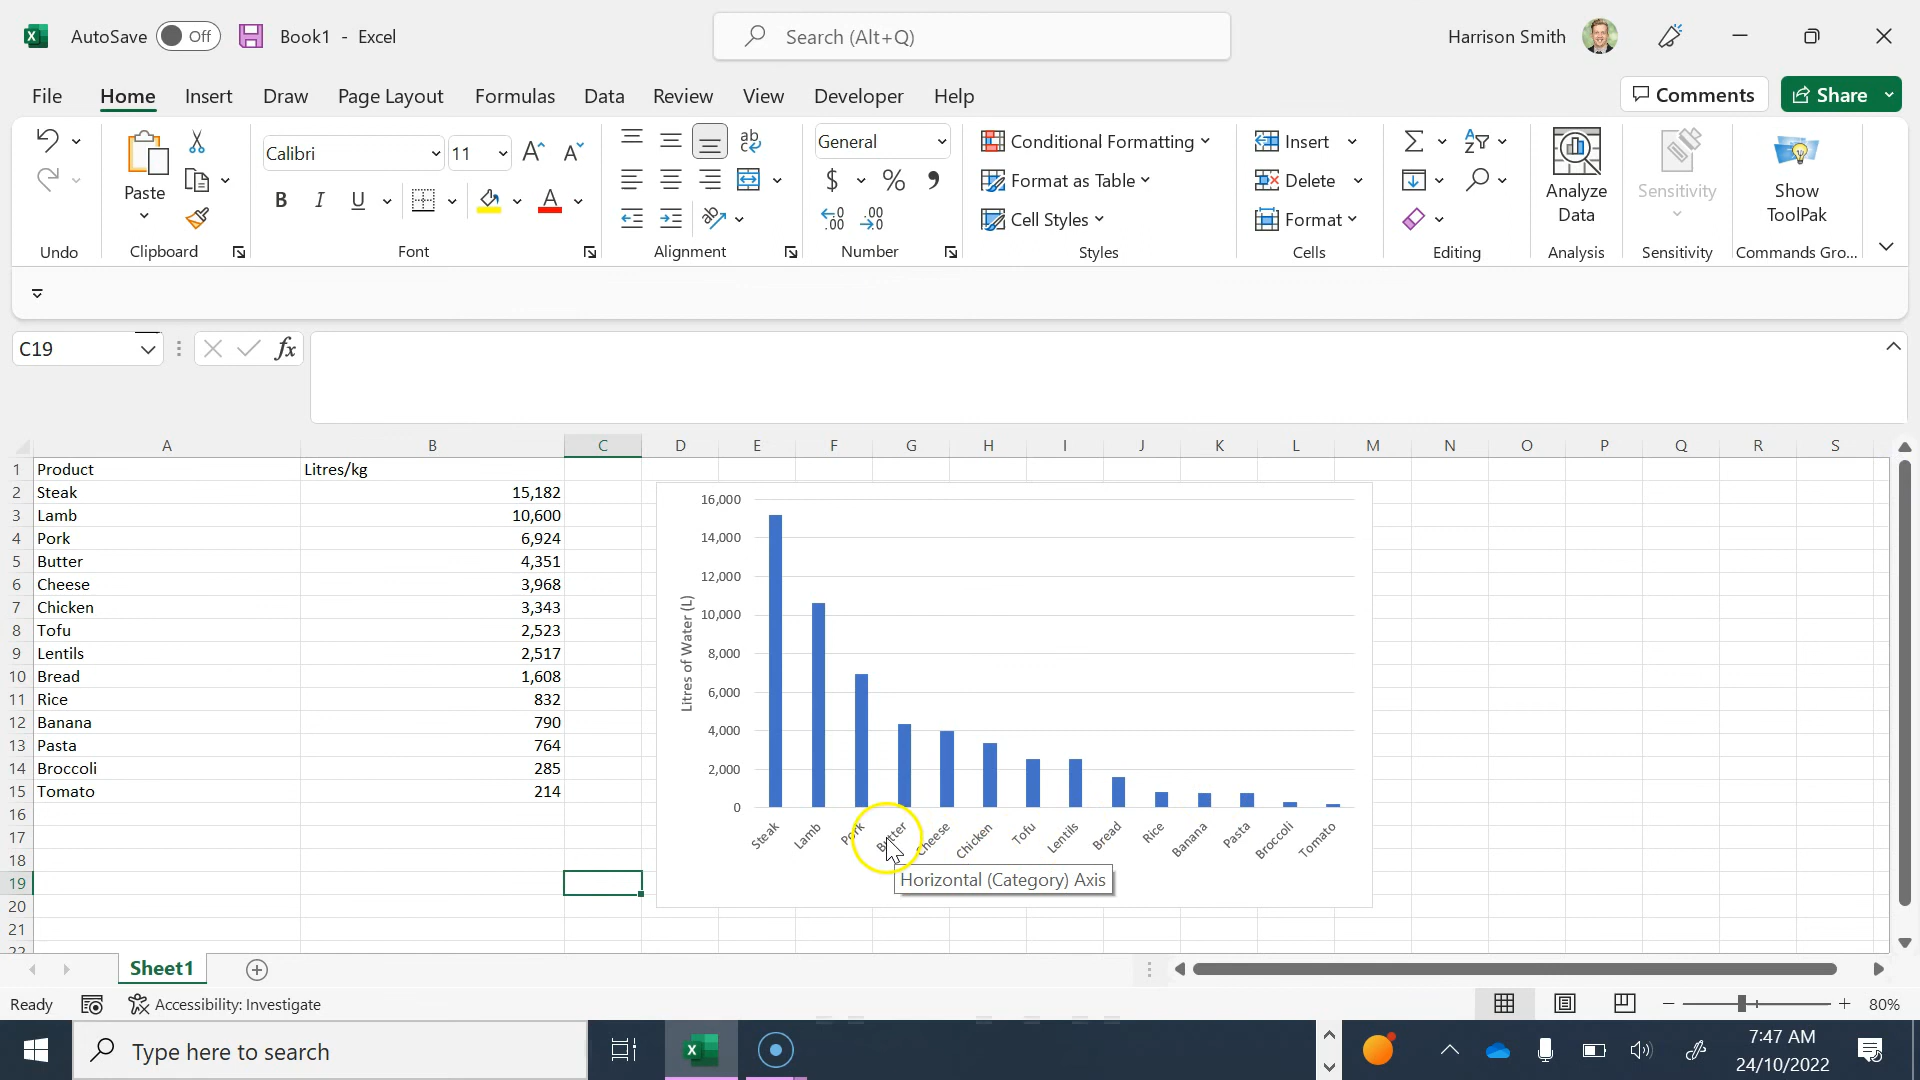 AutoSave Off Book1 - Excel Search (Alt+Q) Harrison Smith
File Home Insert Draw Page Layout Formulas Data Review View Developer Help Comments Share
Calibri 11 General Conditional Formatting Insert
Paste Format as Table Delete Analyze Data Sensitivity Show ToolPak
B I U $ % Cell Styles Format
Undo Clipboard Font Alignment Number Styles Cells Editing Analysis Sensitivity Commands Gro...
C19 fx
A B C D E F G H I J K L M N O P Q R S
1 Product Litres/kg
2 Steak 15,182
3 Lamb 10,600
4 Pork 6,924
5 Butter 4,351
6 Cheese 3,968
7 Chicken 3,343
8 Tofu 2,523
9 Lentils 2,517
10 Bread 1,608
11 Rice 832
12 Banana 790
13 Pasta 764
14 Broccoli 285
15 Tomato 214
16
17
18
19
20
21
22
Litres of Water (L)
16,000
14,000
12,000
10,000
8,000
6,000
4,000
2,000
0
Steak Lamb Pork Butter Cheese Chicken Tofu Lentils Bread Rice Banana Pasta Broccoli Tomato
Horizontal (Category) Axis
Sheet1
Ready Accessibility: Investigate 80%
Type here to search 7:47 AM
24/10/2022